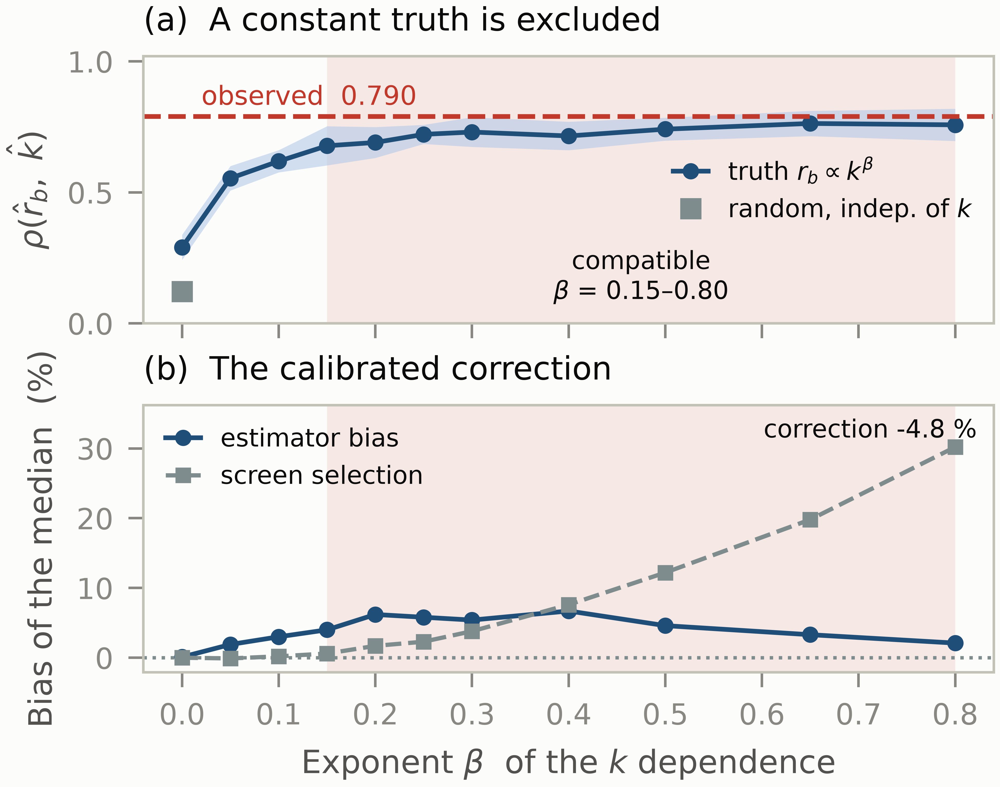 (a) A constant truth is excluded
1.0
0.5
0.0
ρ(r̂_b, k̂)
observed 0.790
truth r_b ∝ k^β
random, indep. of k
compatible
β = 0.15–0.80
(b) The calibrated correction
Bias of the median (%)
30
20
10
0
estimator bias
screen selection
correction -4.8 %
0.0 0.1 0.2 0.3 0.4 0.5 0.6 0.7 0.8
Exponent β of the k dependence